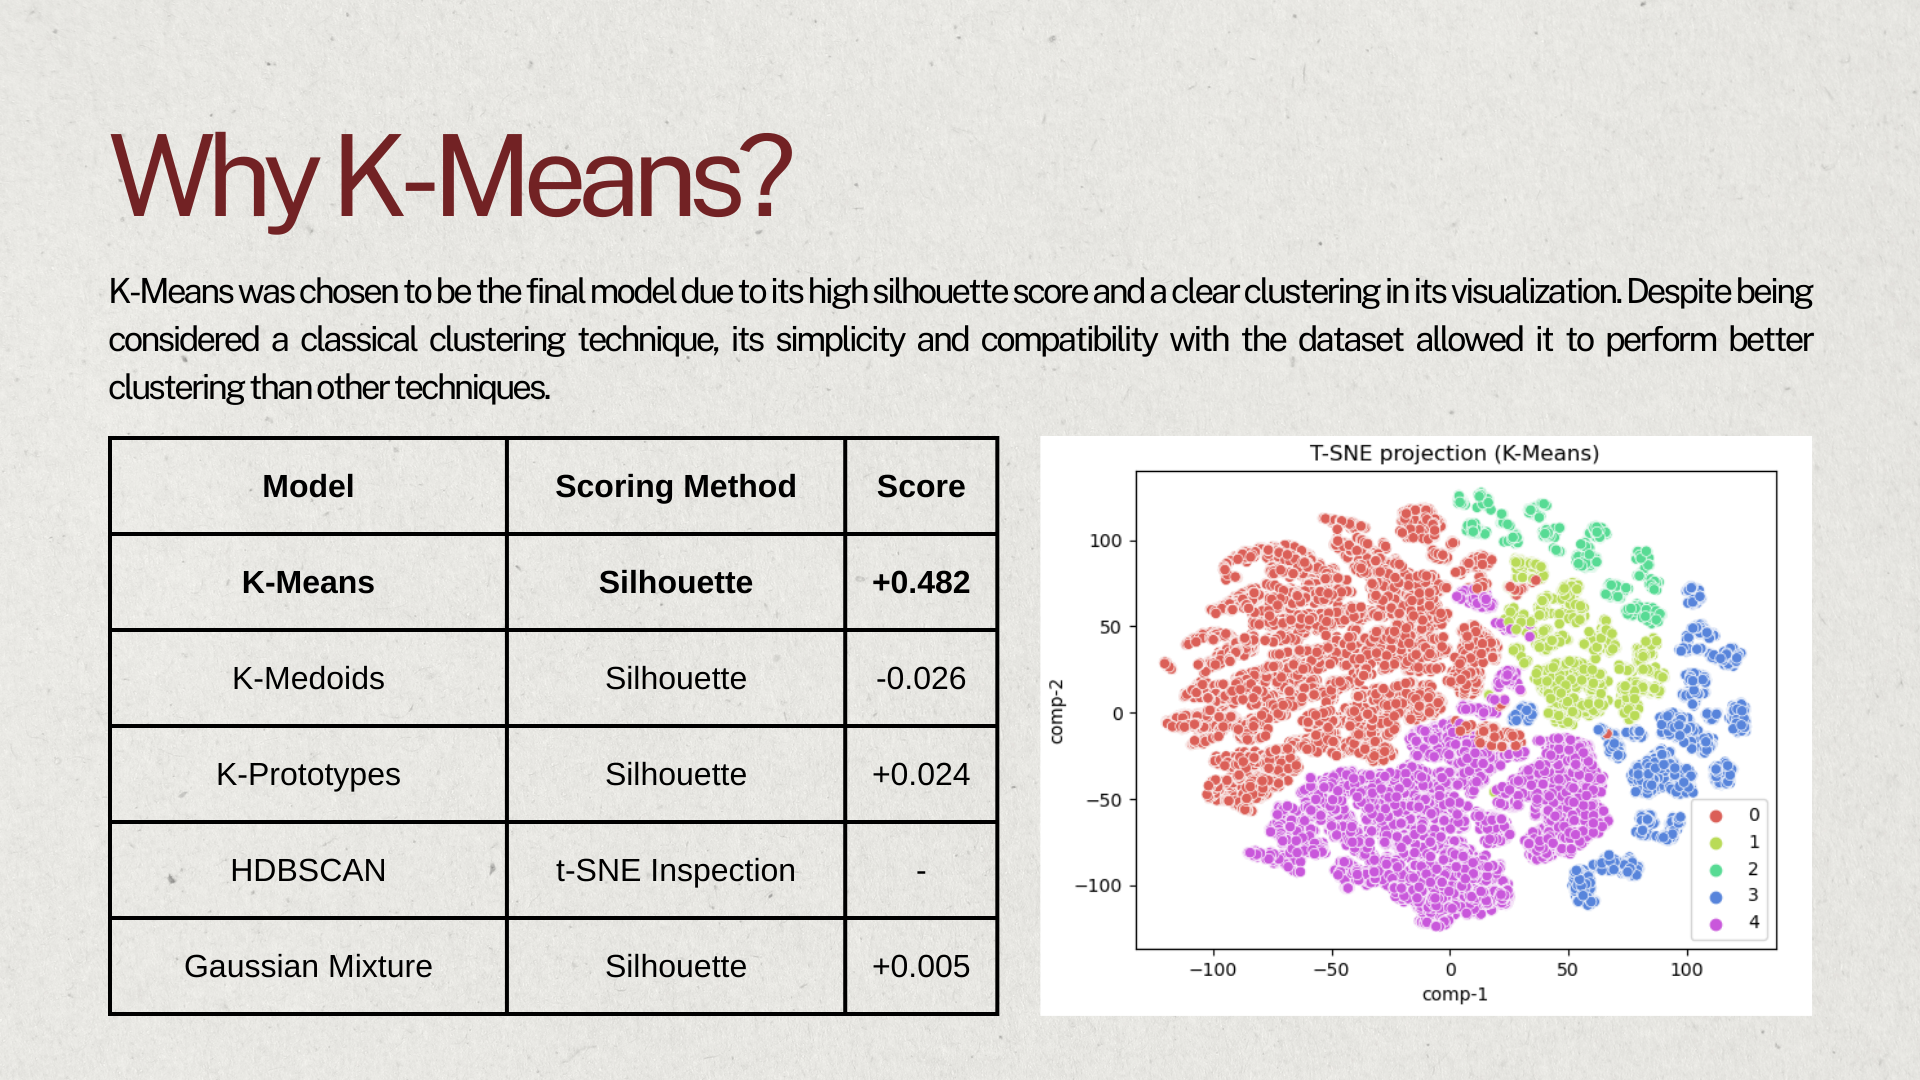 Why K-Means?
K-Means was chosen to be the final model due to its high silhouette score and a clear clustering in its visualization. Despite being
considered a classical clustering technique, its simplicity and compatibility with the dataset allowed it to perform better
clustering than other techniques.
Model Scoring Method Score
K-Means Silhouette +0.482
K-Medoids Silhouette -0.026
K-Prototypes Silhouette +0.024
HDBSCAN t-SNE Inspection -
Gaussian Mixture Silhouette +0.005
T-SNE projection (K-Means)
comp-2
100
50
0
−50
−100
0
1
2
3
4
−100 −50 0 50 100
comp-1